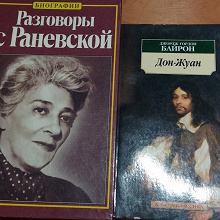 БИОГРАФИИ
Разговоры
с Раневской
ДЖОРДЖ ГОРДОН
БАЙРОН
Дон-Жуан